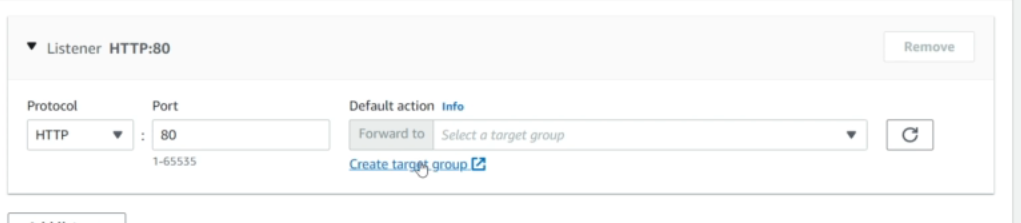 Listener HTTP:80
Remove
Protocol Port Default action Info
HTTP : 80 Forward to Select a target group
1-65535
Create target group